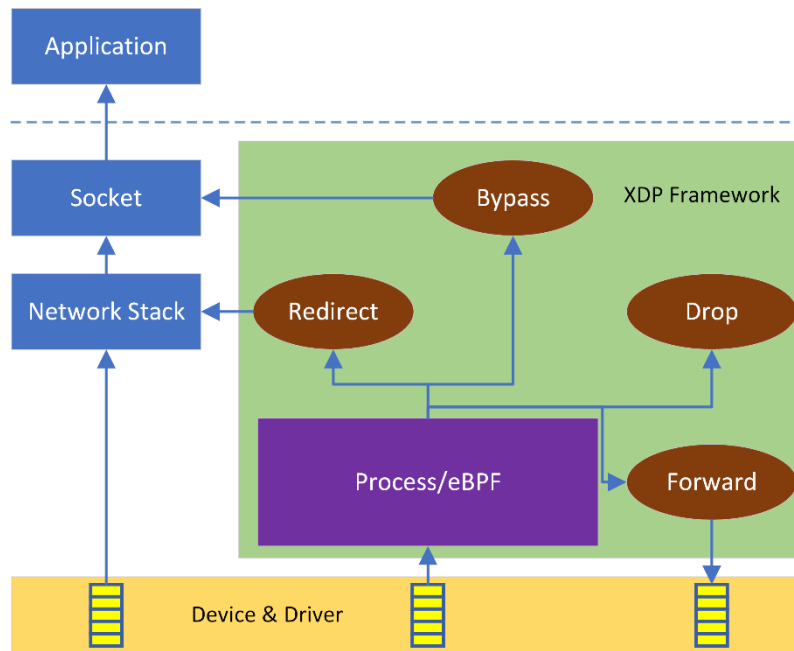 Application
Socket
Bypass
XDP Framework
Network Stack
Redirect
Drop
Process/eBPF
Forward
Device & Driver